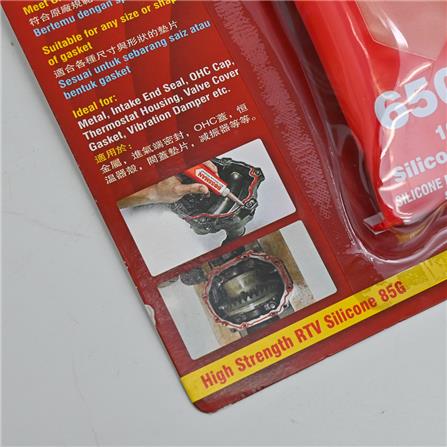 符合原廠規範
Bertemu dengan
Suitable for any size or shape
of gasket
適合各種尺寸與形狀的墊片
Sesuai untuk sebarang saiz atau
bentuk gasket
Ideal for:
Metal, Intake End Seal, OHC Cap,
Thermostat Housing, Valve Cover
Gasket, Vibration Damper etc.
適用於:
金屬, 進氣端密封, OHC蓋, 恒
溫器殼, 閥蓋墊片, 减振器等等。
High Strength RTV Silicone 85G
650
Silico
SILICONE